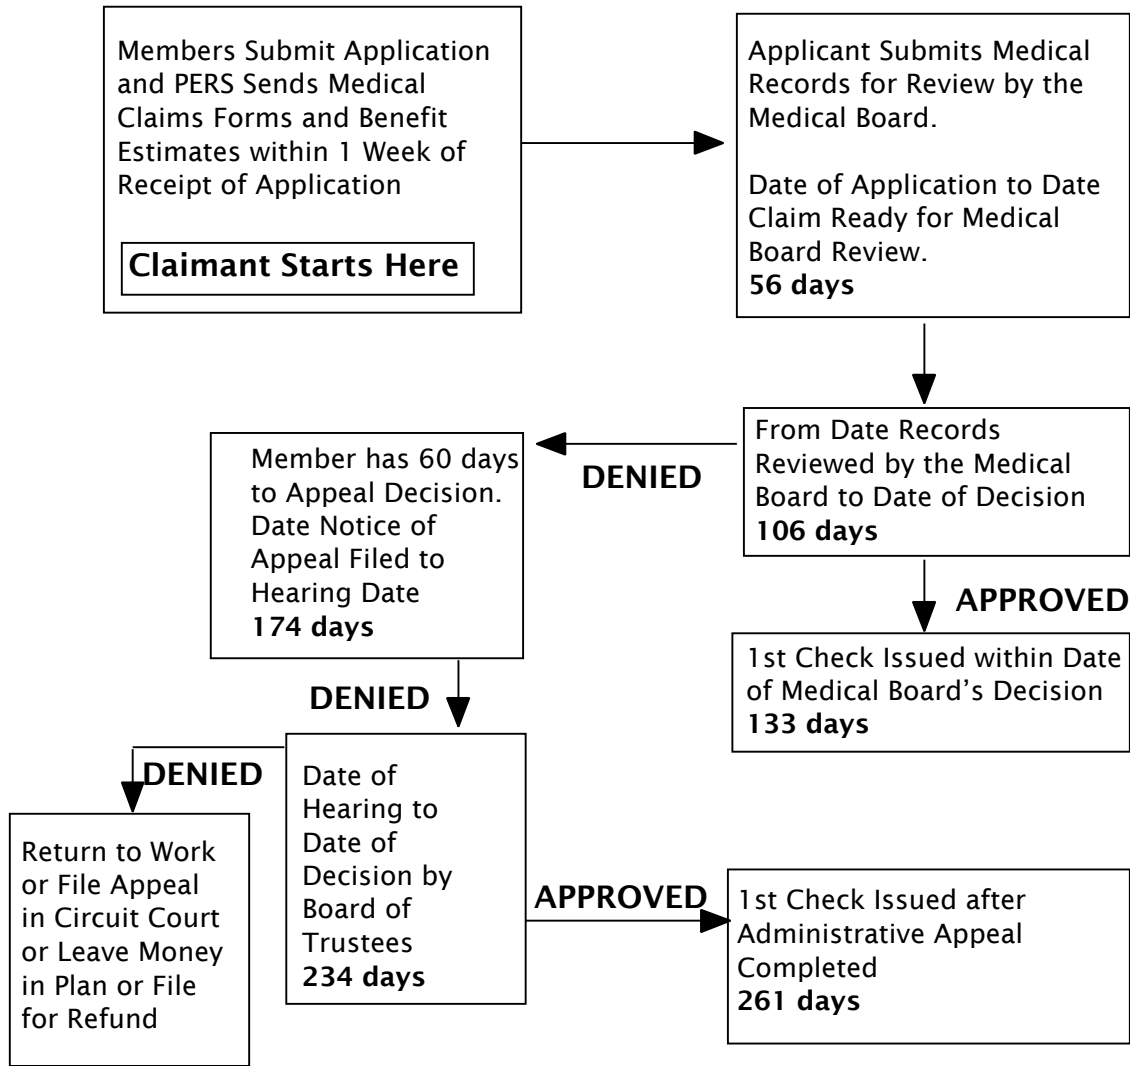 Members Submit Application
and PERS Sends Medical
Claims Forms and Benefit
Estimates within 1 Week of
Receipt of Application
Claimant Starts Here
Applicant Submits Medical
Records for Review by the
Medical Board.
Date of Application to Date
Claim Ready for Medical
Board Review.
56 days
From Date Records
Reviewed by the Medical
Board to Date of Decision
106 days
DENIED
Member has 60 days
to Appeal Decision.
Date Notice of
Appeal Filed to
Hearing Date
174 days
APPROVED
1st Check Issued within Date
of Medical Board’s Decision
133 days
DENIED
Date of
Hearing to
Date of
Decision by
Board of
Trustees
234 days
DENIED
Return to Work
or File Appeal
in Circuit Court
or Leave Money
in Plan or File
for Refund
APPROVED
1st Check Issued after
Administrative Appeal
Completed
261 days